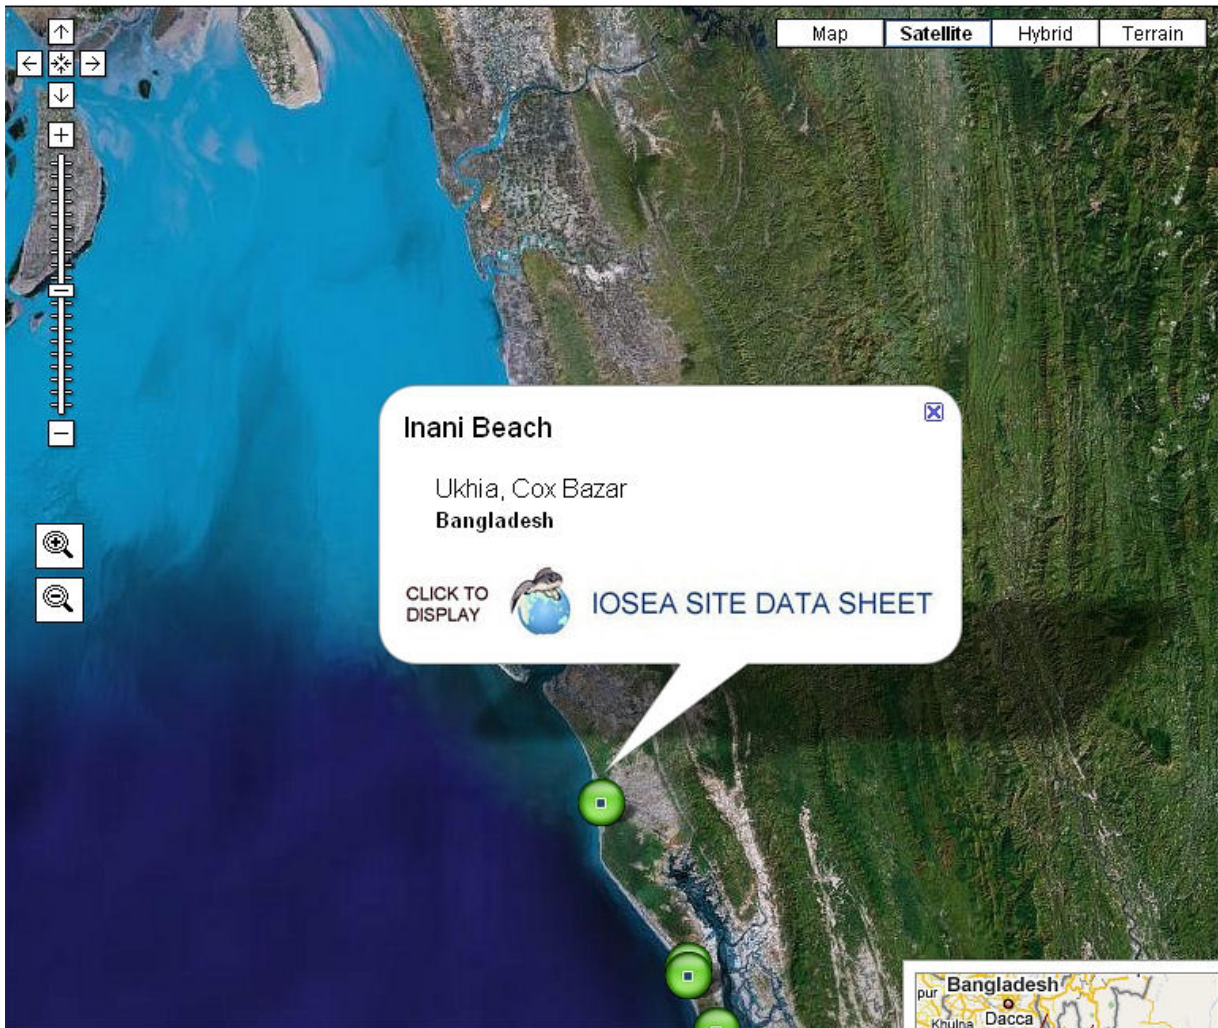 Map Satellite Hybrid Terrain
Inani Beach
Ukhia, Cox Bazar
Bangladesh
CLICK TO
DISPLAY
IOSEA SITE DATA SHEET
pur Bangladesh
Khulna Dacca